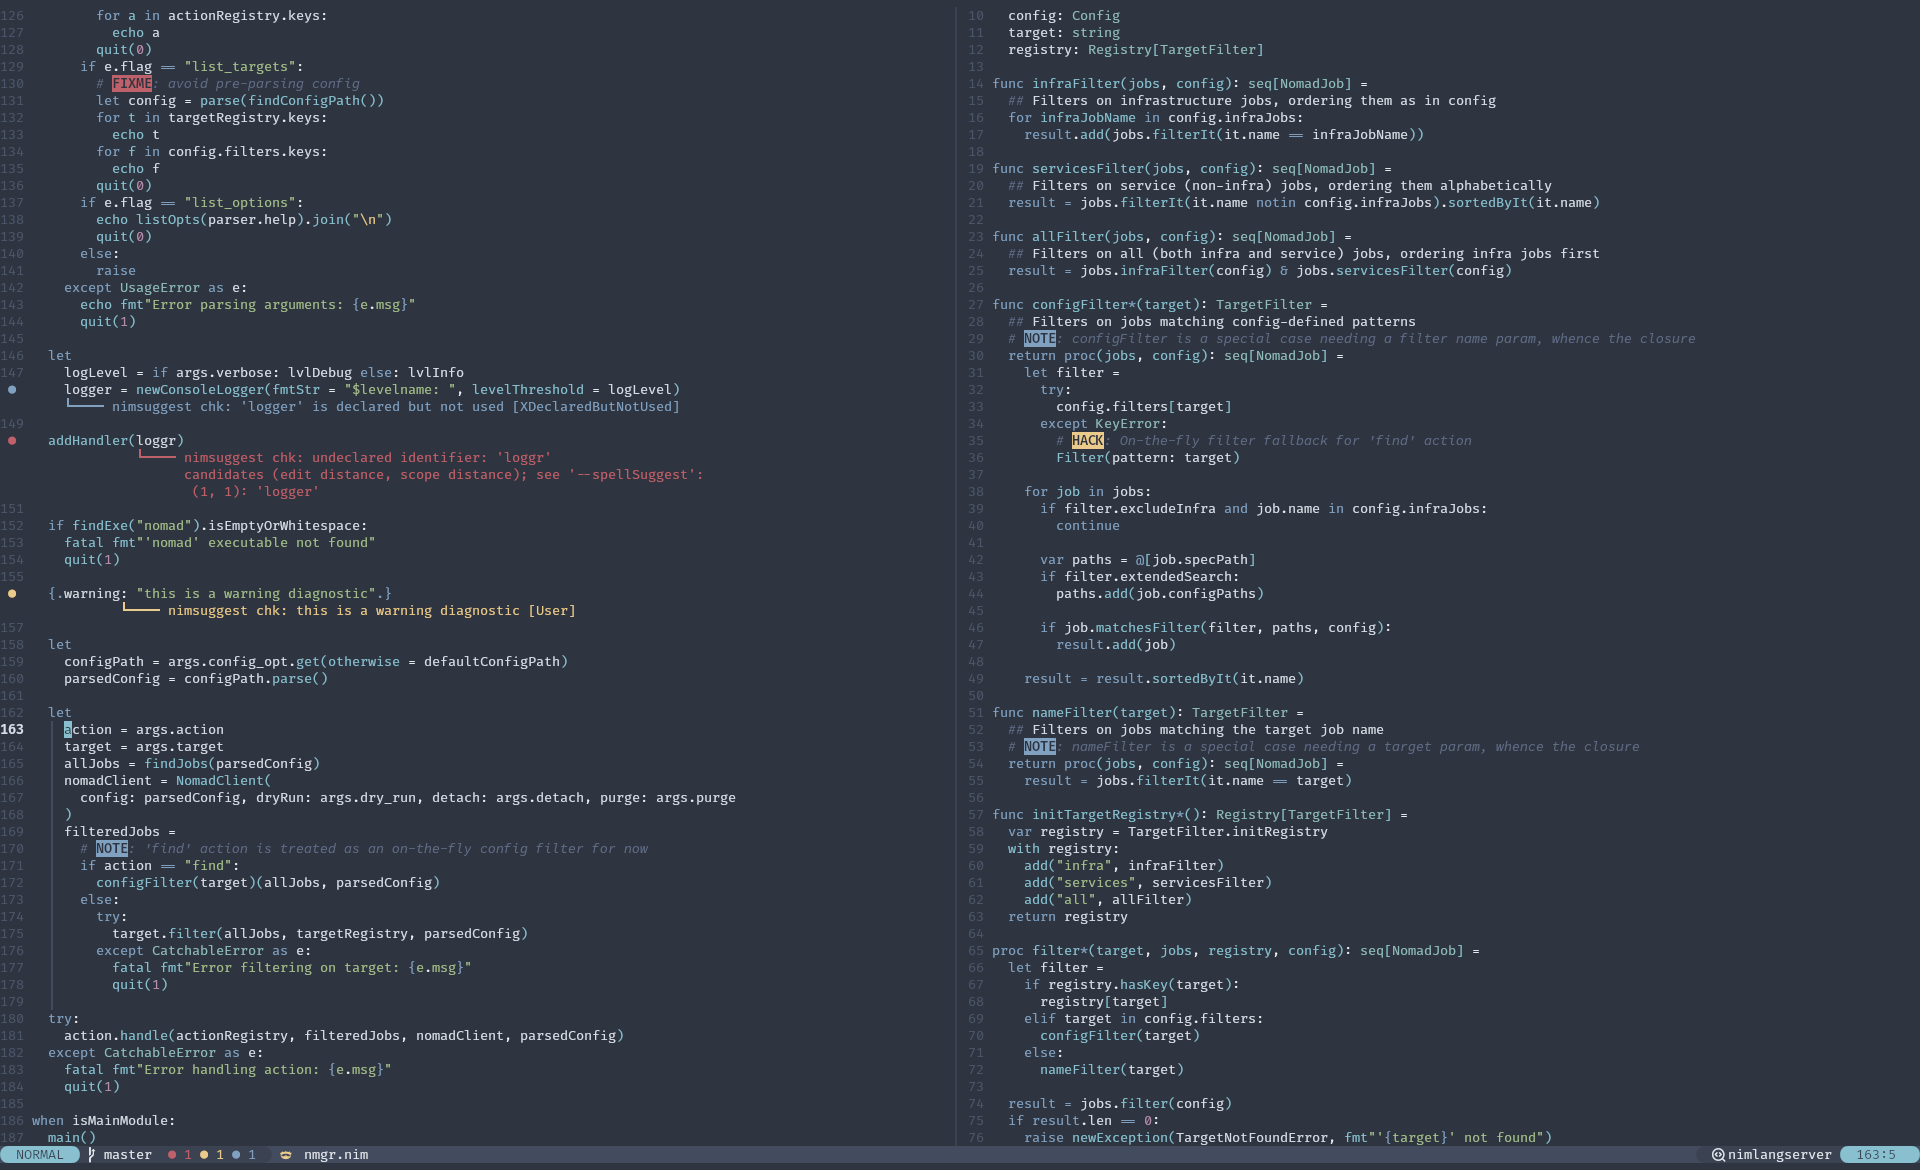 126         for a in actionRegistry.keys:
127           echo a
128         quit(0)
129       if e.flag == "list_targets":
130         # FIXME: avoid pre-parsing config
131         let config = parse(findConfigPath())
132         for t in targetRegistry.keys:
133           echo t
134         for f in config.filters.keys:
135           echo f
136         quit(0)
137       if e.flag == "list_options":
138         echo listOpts(parser.help).join("\n")
139         quit(0)
140       else:
141         raise
142     except UsageError as e:
143       echo fmt"Error parsing arguments: {e.msg}"
144       quit(1)
145
146   let
147     logLevel = if args.verbose: lvlDebug else: lvlInfo
●     logger = newConsoleLogger(fmtStr = "$levelname: ", levelThreshold = logLevel)
nimsuggest chk: 'logger' is declared but not used [XDeclaredButNotUsed]
149
●   addHandler(loggr)
nimsuggest chk: undeclared identifier: 'loggr'
candidates (edit distance, scope distance); see '--spellSuggest':
(1, 1): 'logger'
151
152   if findExe("nomad").isEmptyOrWhitespace:
153     fatal fmt"'nomad' executable not found"
154     quit(1)
155
●   {.warning: "this is a warning diagnostic".}
nimsuggest chk: this is a warning diagnostic [User]
157
158   let
159     configPath = args.config_opt.get(otherwise = defaultConfigPath)
160     parsedConfig = configPath.parse()
161
162   let
163     action = args.action
164     target = args.target
165     allJobs = findJobs(parsedConfig)
166     nomadClient = NomadClient(
167       config: parsedConfig, dryRun: args.dry_run, detach: args.detach, purge: args.purge
168     )
169     filteredJobs =
170       # NOTE: 'find' action is treated as an on-the-fly config filter for now
171       if action == "find":
172         configFilter(target)(allJobs, parsedConfig)
173       else:
174         try:
175           target.filter(allJobs, targetRegistry, parsedConfig)
176         except CatchableError as e:
177           fatal fmt"Error filtering on target: {e.msg}"
178           quit(1)
179
180   try:
181     action.handle(actionRegistry, filteredJobs, nomadClient, parsedConfig)
182   except CatchableError as e:
183     fatal fmt"Error handling action: {e.msg}"
184     quit(1)
185
186 when isMainModule:
187   main()
10   config: Config
11   target: string
12   registry: Registry[TargetFilter]
13
14 func infraFilter(jobs, config): seq[NomadJob] =
15   ## Filters on infrastructure jobs, ordering them as in config
16   for infraJobName in config.infraJobs:
17     result.add(jobs.filterIt(it.name == infraJobName))
18
19 func servicesFilter(jobs, config): seq[NomadJob] =
20   ## Filters on service (non-infra) jobs, ordering them alphabetically
21   result = jobs.filterIt(it.name notin config.infraJobs).sortedByIt(it.name)
22
23 func allFilter(jobs, config): seq[NomadJob] =
24   ## Filters on all (both infra and service) jobs, ordering infra jobs first
25   result = jobs.infraFilter(config) & jobs.servicesFilter(config)
26
27 func configFilter*(target): TargetFilter =
28   ## Filters on jobs matching config-defined patterns
29   # NOTE: configFilter is a special case needing a filter name param, whence the closure
30   return proc(jobs, config): seq[NomadJob] =
31     let filter =
32       try:
33         config.filters[target]
34       except KeyError:
35         # HACK: On-the-fly filter fallback for 'find' action
36         Filter(pattern: target)
37
38     for job in jobs:
39       if filter.excludeInfra and job.name in config.infraJobs:
40         continue
41
42       var paths = @[job.specPath]
43       if filter.extendedSearch:
44         paths.add(job.configPaths)
45
46       if job.matchesFilter(filter, paths, config):
47         result.add(job)
48
49     result = result.sortedByIt(it.name)
50
51 func nameFilter(target): TargetFilter =
52   ## Filters on jobs matching the target job name
53   # NOTE: nameFilter is a special case needing a target param, whence the closure
54   return proc(jobs, config): seq[NomadJob] =
55     result = jobs.filterIt(it.name == target)
56
57 func initTargetRegistry*(): Registry[TargetFilter] =
58   var registry = TargetFilter.initRegistry
59   with registry:
60     add("infra", infraFilter)
61     add("services", servicesFilter)
62     add("all", allFilter)
63   return registry
64
65 proc filter*(target, jobs, registry, config): seq[NomadJob] =
66   let filter =
67     if registry.hasKey(target):
68       registry[target]
69     elif target in config.filters:
70       configFilter(target)
71     else:
72       nameFilter(target)
73
74   result = jobs.filter(config)
75   if result.len == 0:
76     raise newException(TargetNotFoundError, fmt"'{target}' not found")
NORMAL master ● 1 ● 1 ● 1 nmgr.nim nimlangserver 163:5